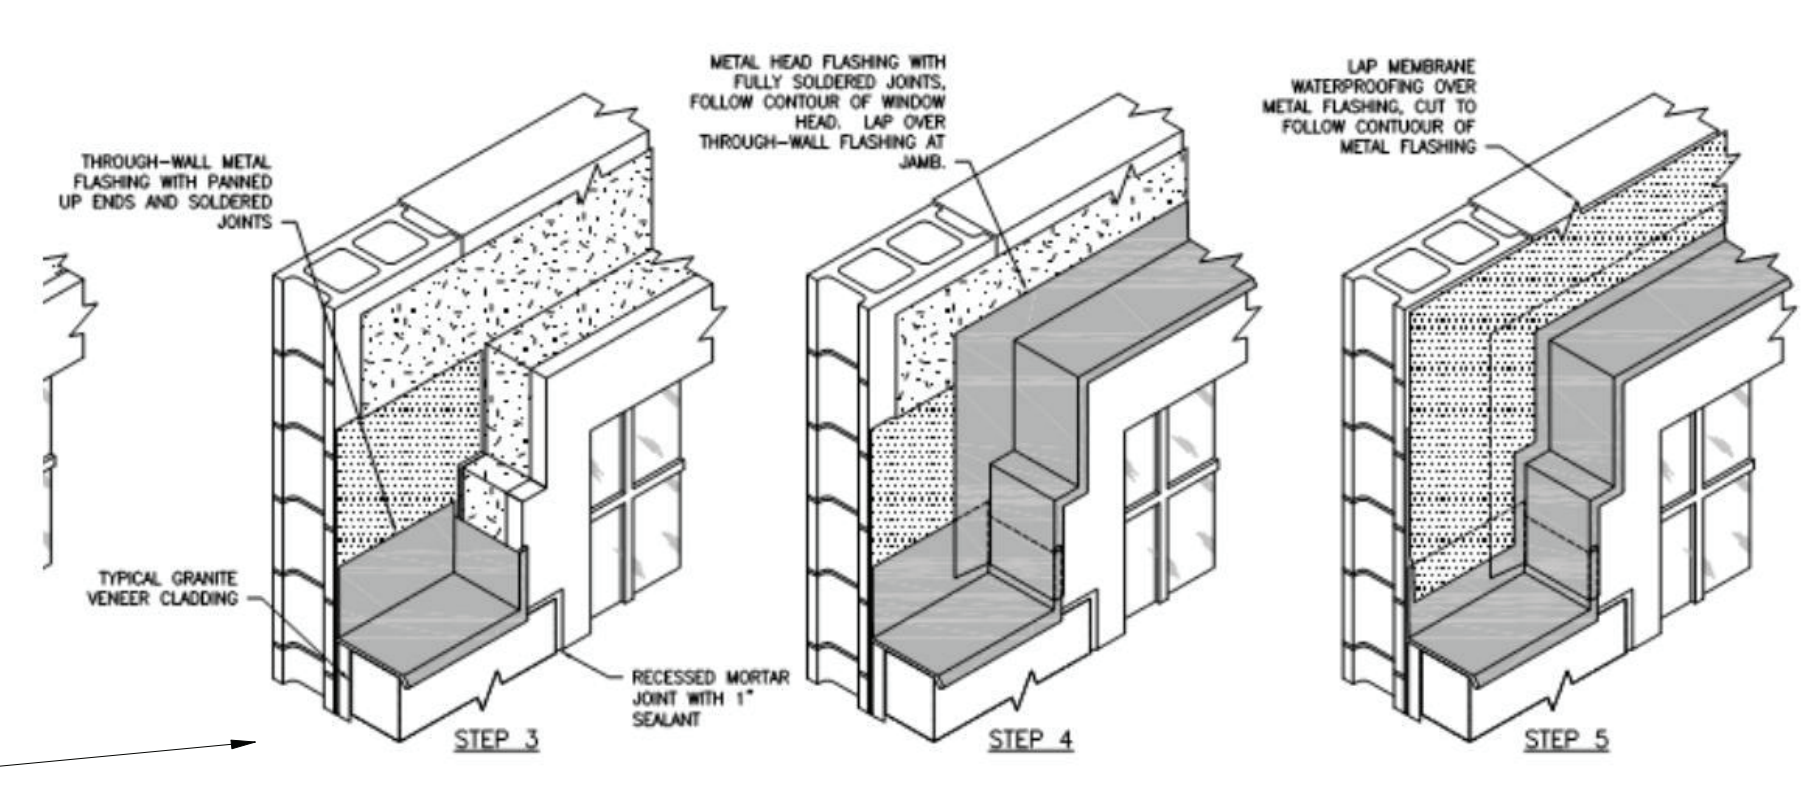 THROUGH-WALL METAL
FLASHING WITH PANNED
UP ENDS AND SOLDERED
JOINTS
TYPICAL GRANITE
VENEER CLADDING
RECESSED MORTAR
JOINT WITH 1"
SEALANT
STEP 3
METAL HEAD FLASHING WITH
FULLY SOLDERED JOINTS,
FOLLOW CONTOUR OF WINDOW
HEAD. LAP OVER
THROUGH-WALL FLASHING AT
JAMB.
STEP 4
LAP MEMBRANE
WATERPROOFING OVER
METAL FLASHING, CUT TO
FOLLOW CONTUOUR OF
METAL FLASHING
STEP 5